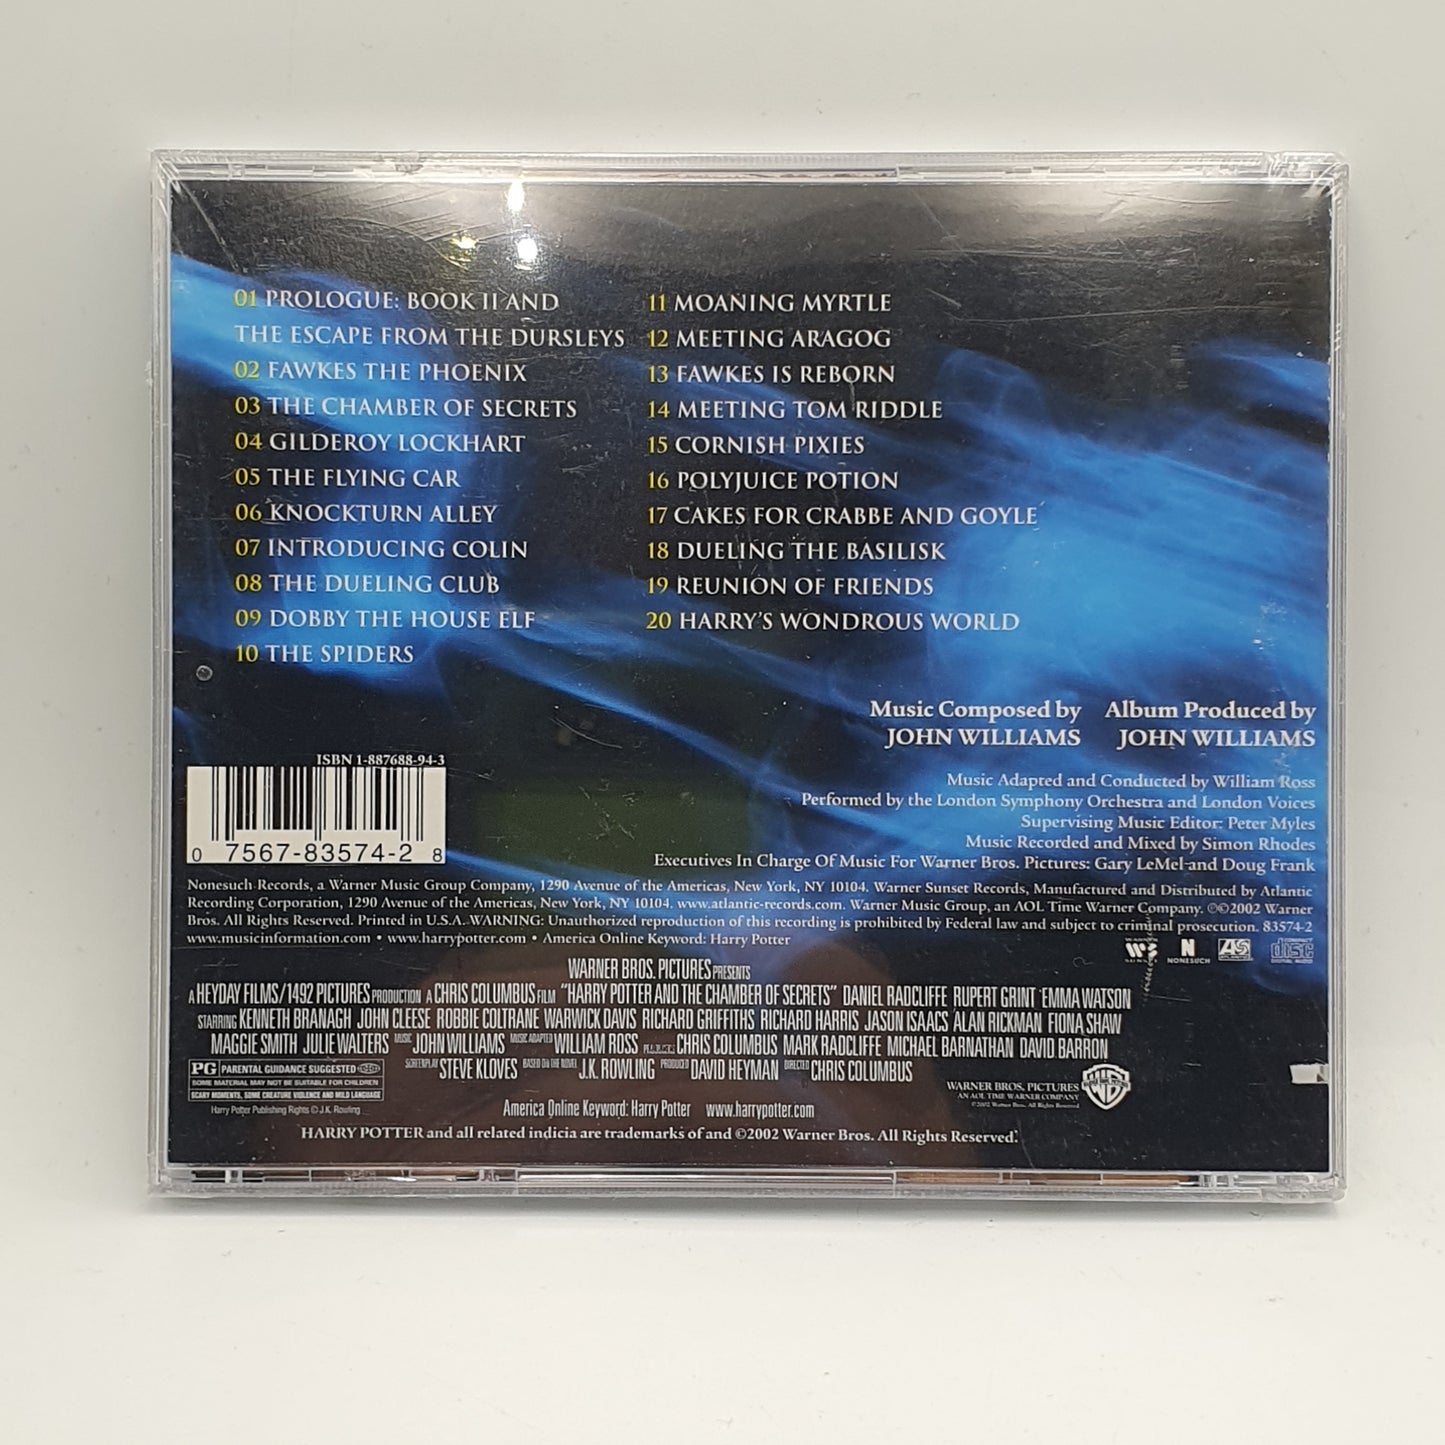 01 PROLOGUE: BOOK II AND
THE ESCAPE FROM THE DURSLEYS
02 FAWKES THE PHOENIX
03 THE CHAMBER OF SECRETS
04 GILDEROY LOCKHART
05 THE FLYING CAR
06 KNOCKTURN ALLEY
07 INTRODUCING COLIN
08 THE DUELING CLUB
09 DOBBY THE HOUSE ELF
10 THE SPIDERS
11 MOANING MYRTLE
12 MEETING ARAGOG
13 FAWKES IS REBORN
14 MEETING TOM RIDDLE
15 CORNISH PIXIES
16 POLYJUICE POTION
17 CAKES FOR CRABBE AND GOYLE
18 DUELING THE BASILISK
19 REUNION OF FRIENDS
20 HARRY'S WONDROUS WORLD
Music Composed by
JOHN WILLIAMS
Album Produced by
JOHN WILLIAMS
Music Adapted and Conducted by William Ross
Performed by the London Symphony Orchestra and London Voices
Supervising Music Editor: Peter Myles
Music Recorded and Mixed by Simon Rhodes
Executives In Charge Of Music For Warner Bros. Pictures: Gary LeMel and Doug Frank
ISBN 1-887688-94-3
0 7567-83574-2 8
Nonesuch Records, a Warner Music Group Company, 1290 Avenue of the Americas, New York, NY 10104. Warner Sunset Records, Manufactured and Distributed by Atlantic
Recording Corporation, 1290 Avenue of the Americas, New York, NY 10104. www.atlantic-records.com. Warner Music Group, an AOL Time Warner Company. ℗©2002 Warner
Bros. All Rights Reserved. Printed in U.S.A. WARNING: Unauthorized reproduction of this recording is prohibited by Federal law and subject to criminal prosecution. 83574-2
www.musicinformation.com • www.harrypotter.com • America Online Keyword: Harry Potter
N
NONESUCH
COMPACT
disc
DIGITAL AUDIO
WARNER BROS. PICTURES PRESENTS
A HEYDAY FILMS/1492 PICTURES PRODUCTION A CHRIS COLUMBUS FILM "HARRY POTTER AND THE CHAMBER OF SECRETS" DANIEL RADCLIFFE RUPERT GRINT EMMA WATSON
STARRING KENNETH BRANAGH JOHN CLEESE ROBBIE COLTRANE WARWICK DAVIS RICHARD GRIFFITHS RICHARD HARRIS JASON ISAACS ALAN RICKMAN FIONA SHAW
MAGGIE SMITH JULIE WALTERS MUSIC JOHN WILLIAMS MUSIC ADAPTED WILLIAM ROSS CHRIS COLUMBUS MARK RADCLIFFE MICHAEL BARNATHAN DAVID BARRON
SCREENPLAY STEVE KLOVES BASED ON THE NOVEL J.K. ROWLING PRODUCED DAVID HEYMAN DIRECTED CHRIS COLUMBUS
PG PARENTAL GUIDANCE SUGGESTED
SOME MATERIAL MAY NOT BE SUITABLE FOR CHILDREN
SCARY MOMENTS, SOME CREATURE VIOLENCE AND MILD LANGUAGE
Harry Potter Publishing Rights © J.K. Rowling
America Online Keyword: Harry Potter www.harrypotter.com
WARNER BROS. PICTURES
AN AOL TIME WARNER COMPANY
©2002 Warner Bros. All Rights Reserved
WB
HARRY POTTER and all related indicia are trademarks of and ©2002 Warner Bros. All Rights Reserved.